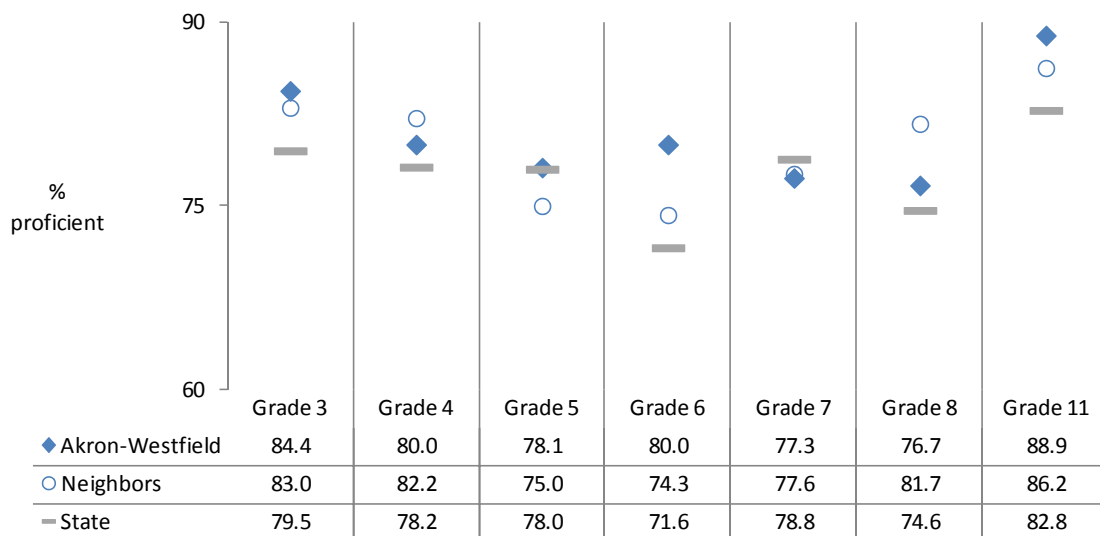 90
75
60
%
proficient
Grade 3 Grade 4 Grade 5 Grade 6 Grade 7 Grade 8 Grade 11
Akron-Westfield 84.4 80.0 78.1 80.0 77.3 76.7 88.9
Neighbors 83.0 82.2 75.0 74.3 77.6 81.7 86.2
State 79.5 78.2 78.0 71.6 78.8 74.6 82.8